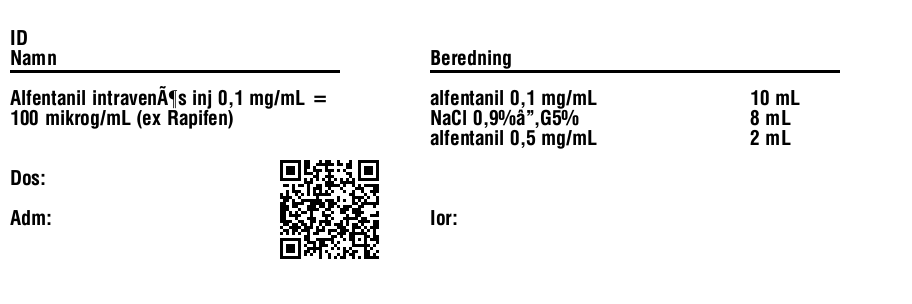 ID
Namn
Alfentanil intravenÃ¶s inj 0,1 mg/mL =
100 mikrog/mL (ex Rapifen)
Dos:
Adm:
Beredning
alfentanil 0,1 mg/mL 10 mL
NaCl 0,9%â”‚G5% 8 mL
alfentanil 0,5 mg/mL 2 mL
Ior: